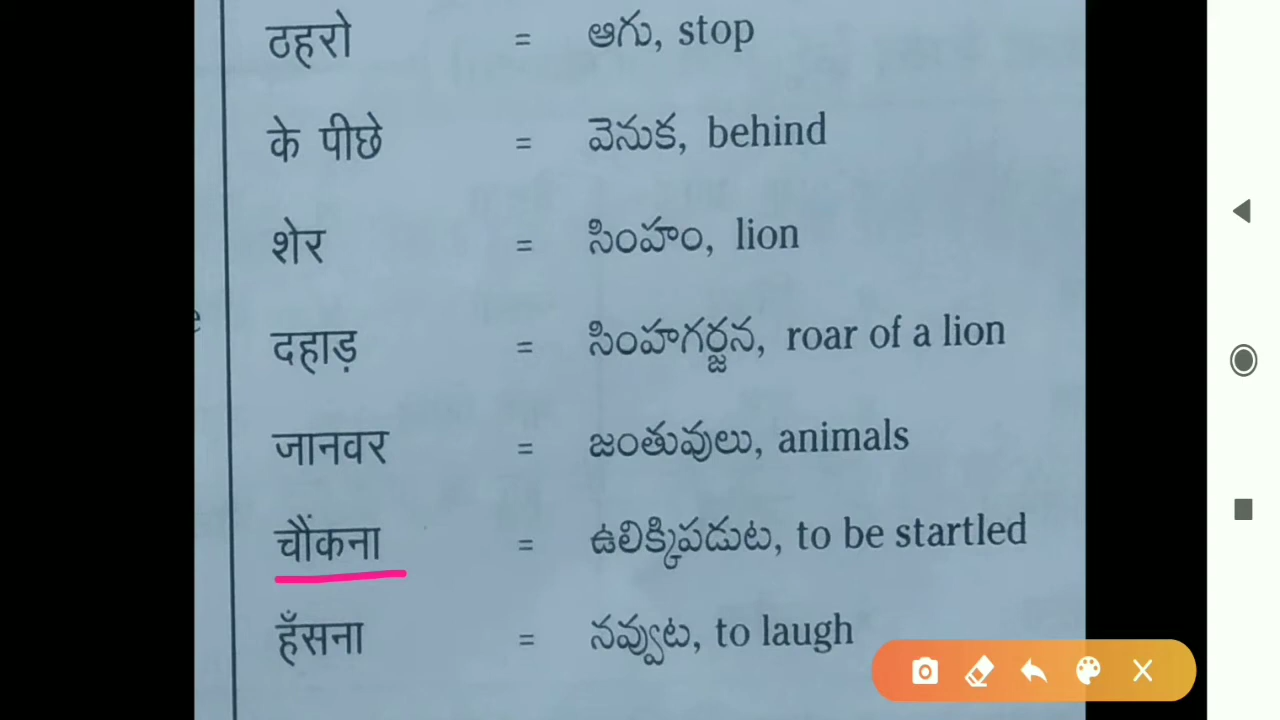 ठहरो = ఆగు, stop
के पीछे = వెనుక, behind
शेर = సింహం, lion
दहाड़ = సింహగర్జన, roar of a lion
जानवर = జంతువులు, animals
चौंकना = ఉలిక్కిపడుట, to be startled
हँसना = నవ్వుట, to laugh